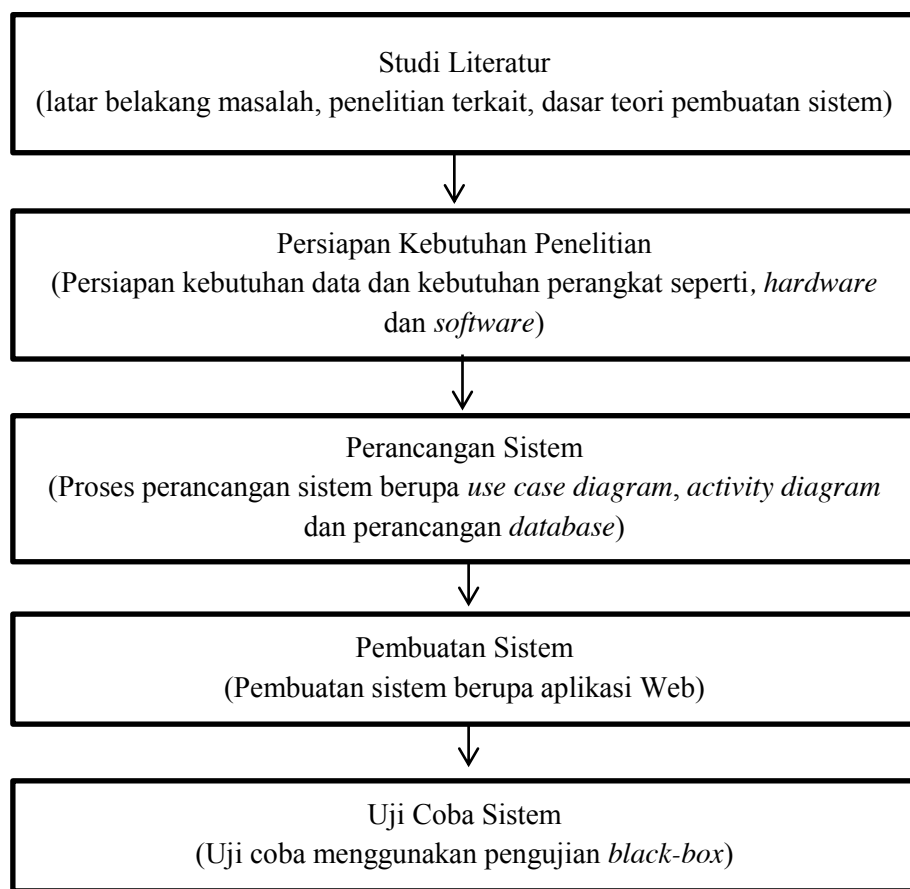 Studi Literatur
(latar belakang masalah, penelitian terkait, dasar teori pembuatan sistem)
Persiapan Kebutuhan Penelitian
(Persiapan kebutuhan data dan kebutuhan perangkat seperti, hardware
dan software)
Perancangan Sistem
(Proses perancangan sistem berupa use case diagram, activity diagram
dan perancangan database)
Pembuatan Sistem
(Pembuatan sistem berupa aplikasi Web)
Uji Coba Sistem
(Uji coba menggunakan pengujian black-box)